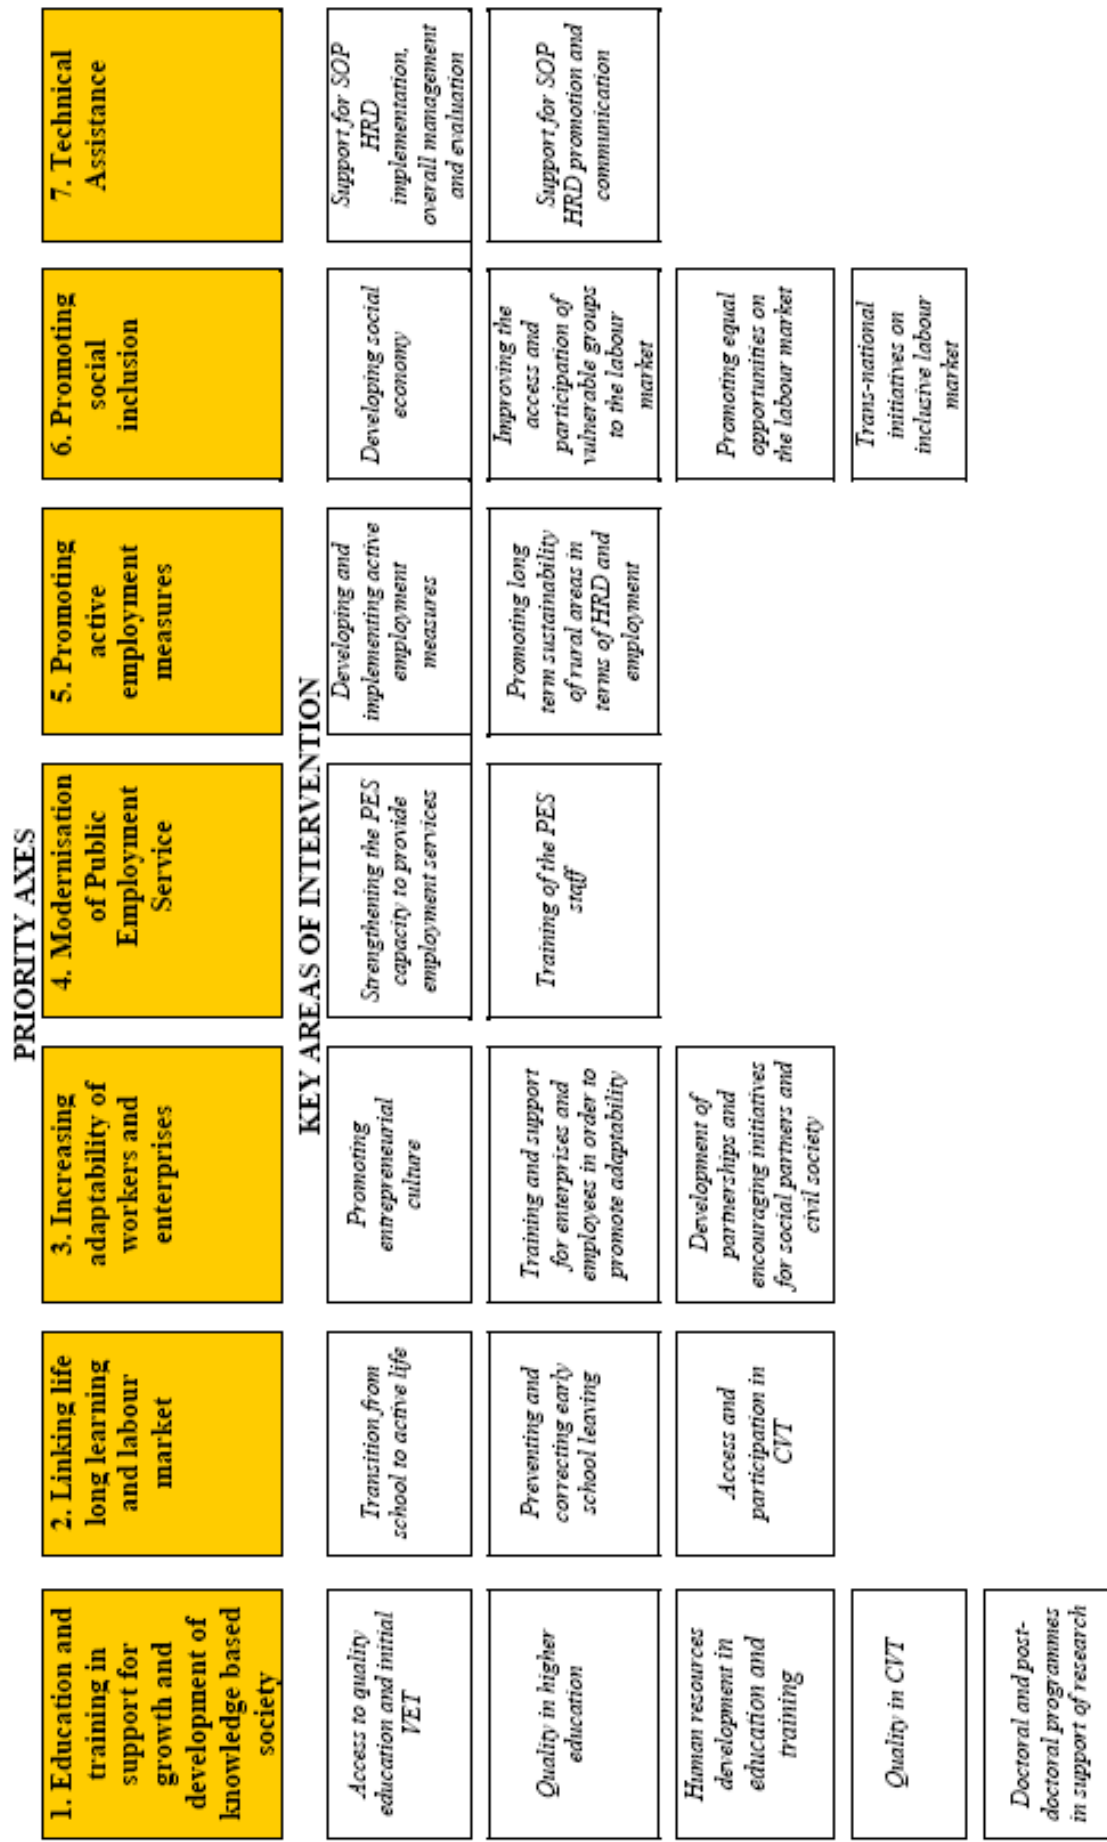 PRIORITY AXES
1. Education and
training in
support for
growth and
development of
knowledge based
society
2. Linking life
long learning
and labour
market
3. Increasing
adaptability of
workers and
enterprises
4. Modernisation
of Public
Employment
Service
5. Promoting
active
employment
measures
6. Promoting
social
inclusion
7. Technical
Assistance
KEY AREAS OF INTERVENTION
Access to quality
education and initial
VET
Transition from
school to active life
Promoting
entrepreneurial
culture
Strengthening the PES
capacity to provide
employment services
Developing and
implementing active
employment
measures
Developing social
economy
Support for SOP
HRD
implementation,
overall management
and evaluation
Quality in higher
education
Preventing and
correcting early
school leaving
Training and support
for enterprises and
employees in order to
promote adaptability
Training of the PES
staff
Promoting long
term sustainability
of rural areas in
terms of HRD and
employment
Improving the
access and
participation of
vulnerable groups
to the labour
market
Support for SOP
HRD promotion and
communication
Human resources
development in
education and
training
Access and
participation in
CVT
Development of
partnerships and
encouraging initiatives
for social partners and
civil society
Promoting equal
opportunities on
the labour market
Quality in CVT
Trans-national
initiatives on
inclusive labour
market
Doctoral and post-
doctoral programmes
in support of research